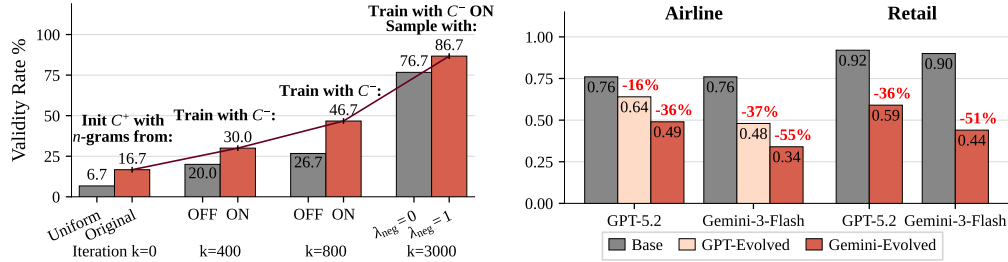 Train with C⁻ ON
Sample with:
Validity Rate %
100
75
50
25
0
Init C⁺ with
n-grams from:
Train with C⁻:
Train with C⁻:
6.7
16.7
20.0
30.0
26.7
46.7
76.7
86.7
Uniform
Original
OFF ON
OFF ON
λneg = 0
λneg = 1
Iteration k=0
k=400
k=800
k=3000
Airline
Retail
1.00
0.75
0.50
0.25
0.00
0.76
-16%
0.64
-36%
0.49
0.76
-37%
0.48
-55%
0.34
0.92
-36%
0.59
0.90
-51%
0.44
GPT-5.2
Gemini-3-Flash
GPT-5.2
Gemini-3-Flash
Base
GPT-Evolved
Gemini-Evolved